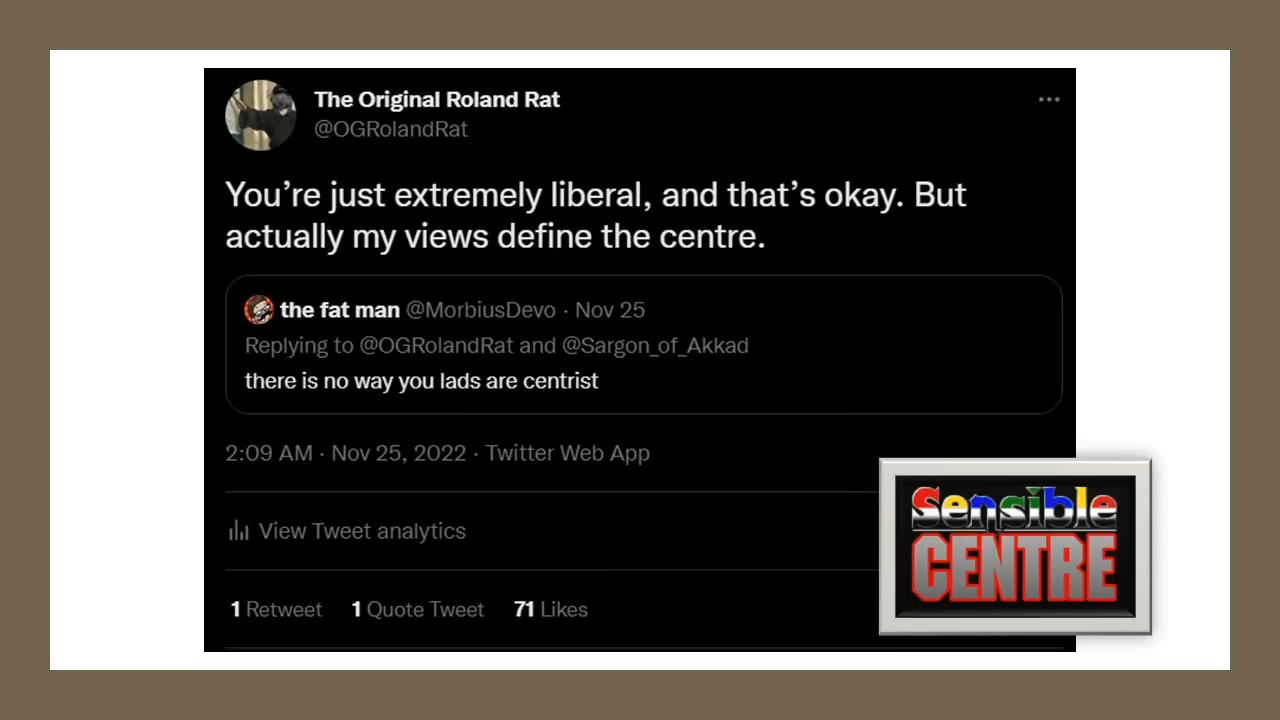 The Original Roland Rat
@OGRolandRat
You’re just extremely liberal, and that’s okay. But
actually my views define the centre.
the fat man @MorbiusDevo · Nov 25
Replying to @OGRolandRat and @Sargon_of_Akkad
there is no way you lads are centrist
2:09 AM · Nov 25, 2022 · Twitter Web App
View Tweet analytics
1 Retweet 1 Quote Tweet 71 Likes
Sensible
CENTRE